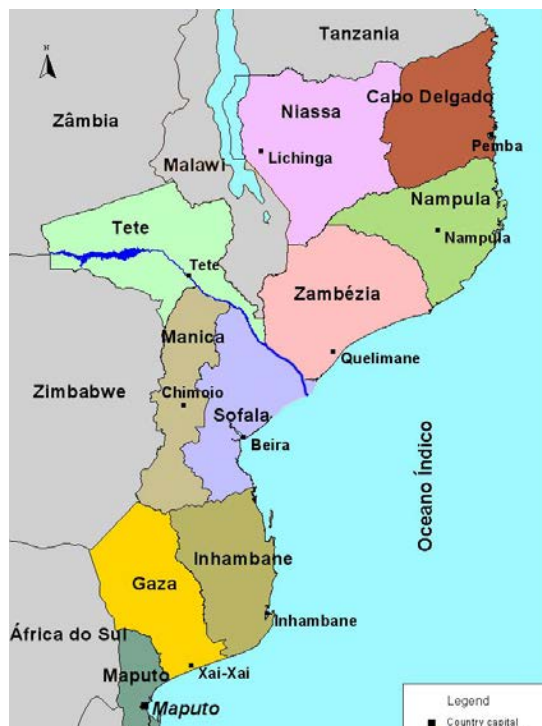 Tanzania
N
Cabo Delgado
Niassa
Zâmbia
Pemba
Lichinga
Malawi
Nampula
Tete
Nampula
Tete
Zambézia
Manica
Quelimane
Zimbabwe
Chimoio
Sofala
Beira
Oceano Índico
Inhambane
Gaza
Inhambane
África do Sul
Xai-Xai
Maputo
Maputo
Legend
Country capital